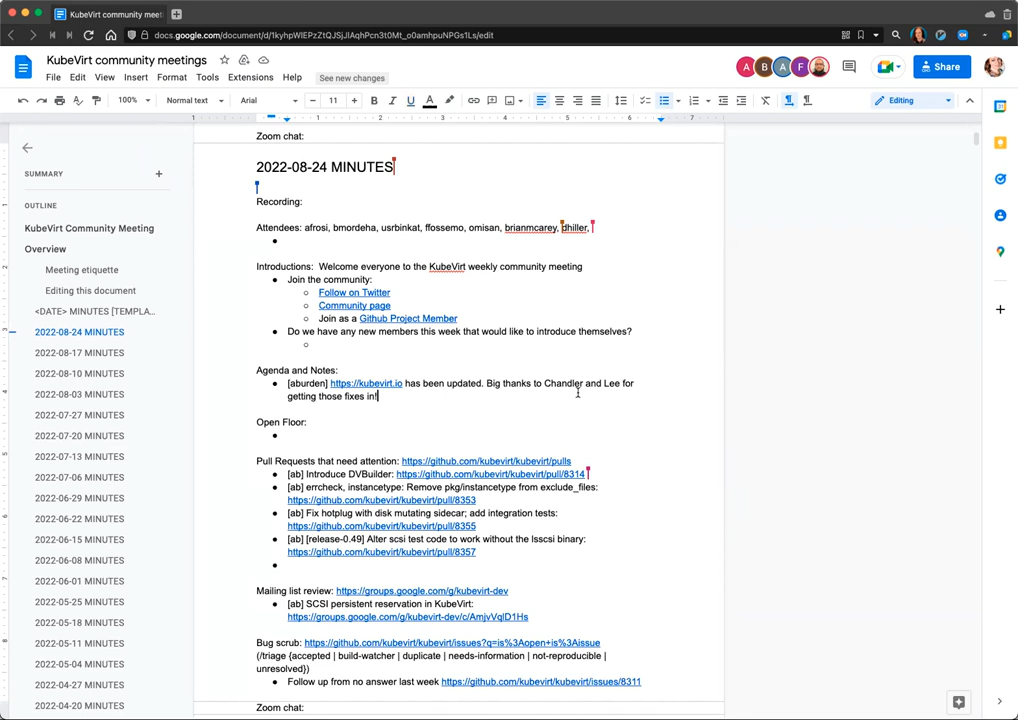 KubeVirt community meet
docs.google.com/document/d/1kyhpWIEPzZtQJSjJlAqhPcn3t0Mt_o0amhpuNPGs1Ls/edit
KubeVirt community meetings
File Edit View Insert Format Tools Extensions Help See new changes
A B A F
Share
100% Normal text Arial 11 B I U A Editing
1 1 2 3 4 5 6 7
Zoom chat:
SUMMARY
OUTLINE
KubeVirt Community Meeting
Overview
Meeting etiquette
Editing this document
<DATE> MINUTES [TEMPLA...
2022-08-24 MINUTES
2022-08-17 MINUTES
2022-08-10 MINUTES
2022-08-03 MINUTES
2022-07-27 MINUTES
2022-07-20 MINUTES
2022-07-13 MINUTES
2022-07-06 MINUTES
2022-06-29 MINUTES
2022-06-22 MINUTES
2022-06-15 MINUTES
2022-06-08 MINUTES
2022-06-01 MINUTES
2022-05-25 MINUTES
2022-05-18 MINUTES
2022-05-11 MINUTES
2022-05-04 MINUTES
2022-04-27 MINUTES
2022-04-20 MINUTES
2022-08-24 MINUTES
Recording:
Attendees: afrosi, bmordeha, usrbinkat, ffossemo, omisan, brianmcarey, dhiller,
Introductions: Welcome everyone to the KubeVirt weekly community meeting
Join the community:
Follow on Twitter
Community page
Join as a Github Project Member
Do we have any new members this week that would like to introduce themselves?
Agenda and Notes:
[aburden] https://kubevirt.io has been updated. Big thanks to Chandler and Lee for
getting those fixes in!
Open Floor:
Pull Requests that need attention: https://github.com/kubevirt/kubevirt/pulls
[ab] Introduce DVBuilder: https://github.com/kubevirt/kubevirt/pull/8314
[ab] errcheck, instancetype: Remove pkg/instancetype from exclude_files:
https://github.com/kubevirt/kubevirt/pull/8353
[ab] Fix hotplug with disk mutating sidecar; add integration tests:
https://github.com/kubevirt/kubevirt/pull/8355
[ab] [release-0.49] Alter scsi test code to work without the lsscsi binary:
https://github.com/kubevirt/kubevirt/pull/8357
Mailing list review: https://groups.google.com/g/kubevirt-dev
[ab] SCSI persistent reservation in KubeVirt:
https://groups.google.com/g/kubevirt-dev/c/AmjvVqlD1Hs
Bug scrub: https://github.com/kubevirt/kubevirt/issues?q=is%3Aopen+is%3Aissue
(/triage {accepted | build-watcher | duplicate | needs-information | not-reproducible |
unresolved})
Follow up from no answer last week https://github.com/kubevirt/kubevirt/issues/8311
Zoom chat: